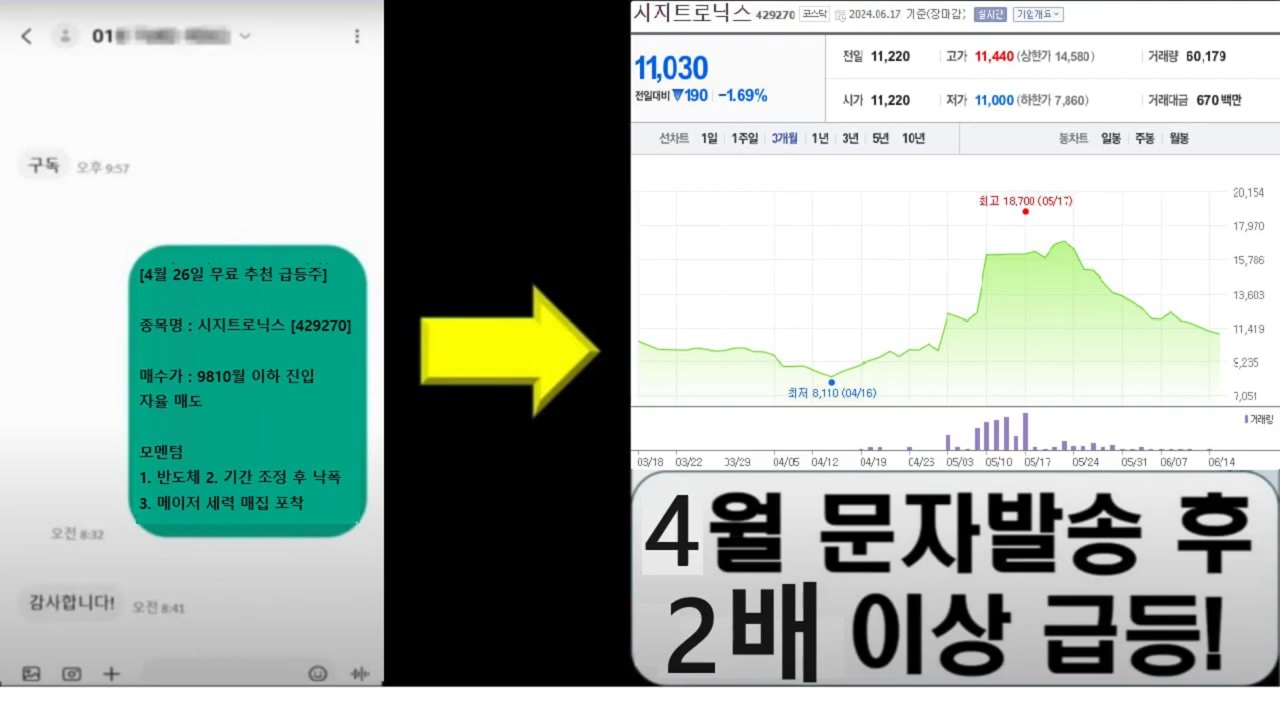 01
구독 오후 9:57
[4월 26일 무료 추천 급등주]
종목명 : 시지트로닉스 [429270]
매수가 : 9810월 이하 진입
자율 매도
모멘텀
1. 반도체 2. 기간 조정 후 낙폭
3. 메이저 세력 매집 포착
오전 8:32
감사합니다! 오전 8:41
시지트로닉스 429270 코스닥 2024.06.17 기준(장마감) 실시간 기업개요
11,030
전일대비 ▼190 -1.69%
전일 11,220 고가 11,440 (상한가 14,580) 거래량 60,179
시가 11,220 저가 11,000 (하한가 7,860) 거래대금 670 백만
선차트 1일 1주일 3개월 1년 3년 5년 10년 봉차트 일봉 주봉 월봉
최고 18,700 (05/17)
최저 8,110 (04/16)
20,154
17,970
15,786
13,603
11,419
9,235
7,051
거래량
03/18 03/22 03/29 04/05 04/12 04/19 04/26 05/03 05/10 05/17 05/24 05/31 06/07 06/14
4월 문자발송 후
2배 이상 급등!